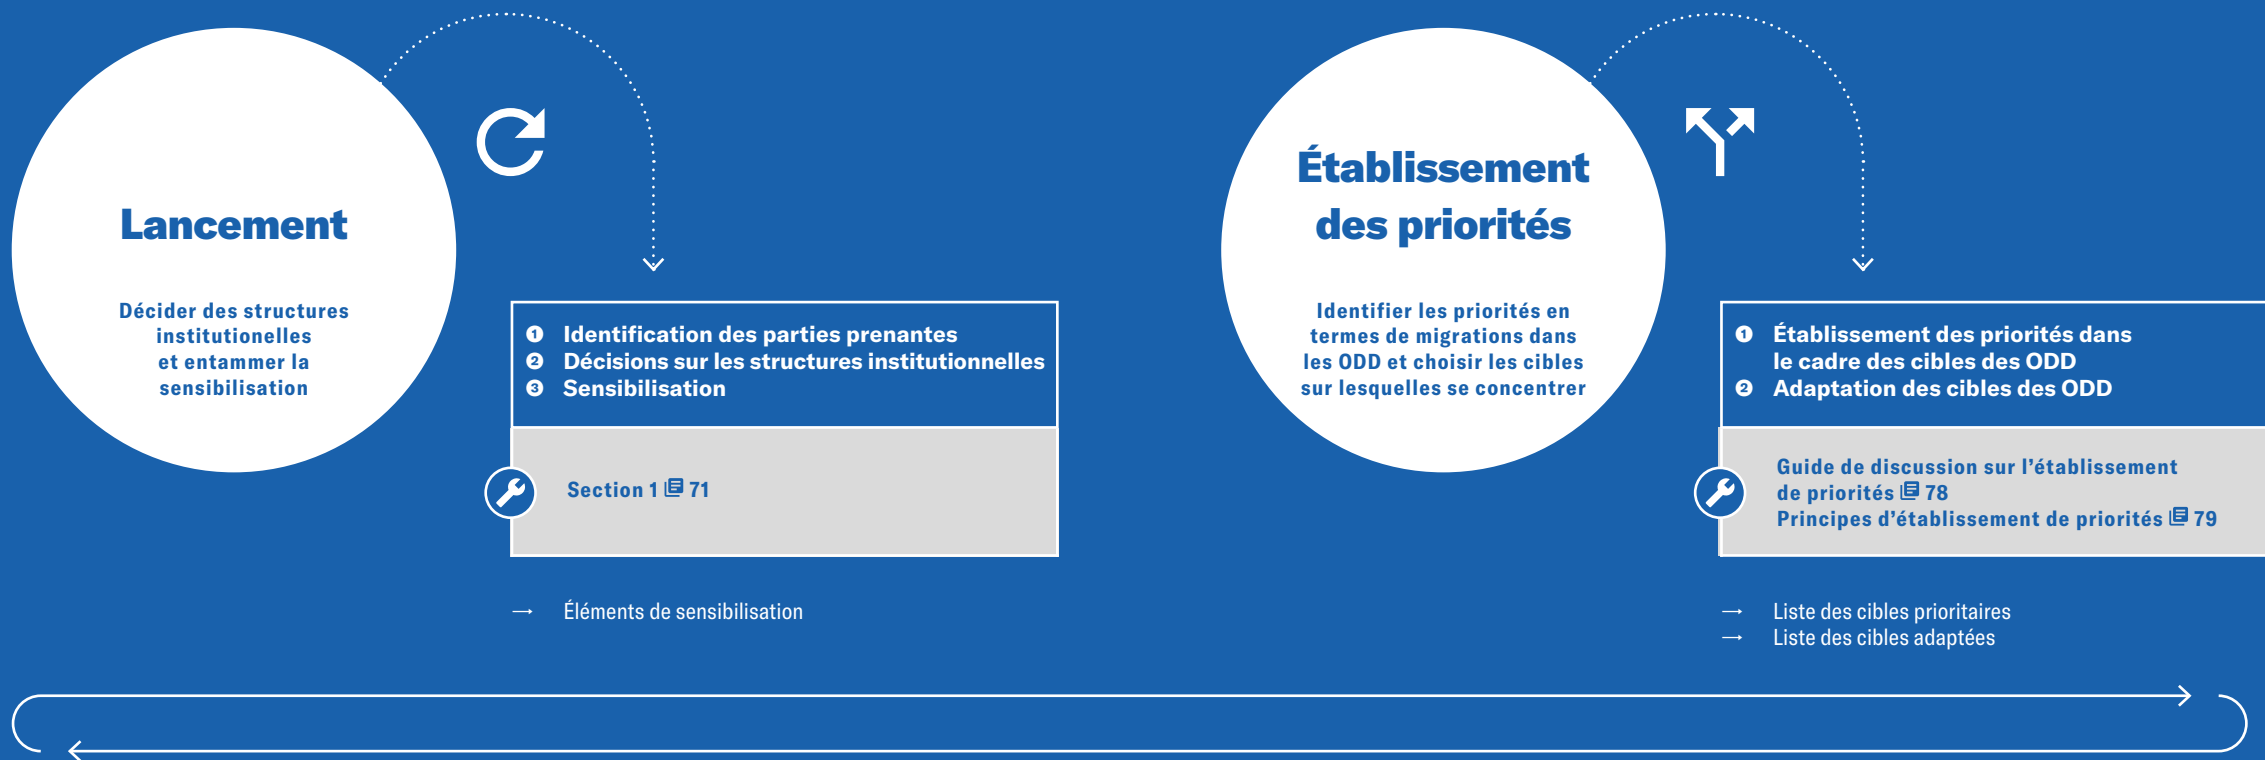 Lancement
Décider des structures
institutionelles
et entammer la
sensibilisation
❶ Identification des parties prenantes
❷ Décisions sur les structures institutionnelles
❸ Sensibilisation
Section 1 71
→ Éléments de sensibilisation
Établissement
des priorités
Identifier les priorités en
termes de migrations dans
les ODD et choisir les cibles
sur lesquelles se concentrer
❶ Établissement des priorités dans
le cadre des cibles des ODD
❷ Adaptation des cibles des ODD
Guide de discussion sur l’établissement
de priorités 78
Principes d’établissement de priorités 79
→ Liste des cibles prioritaires
→ Liste des cibles adaptées